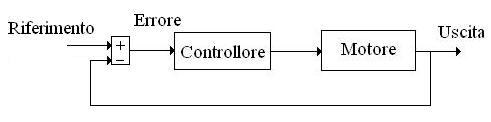 Riferimento
Errore
Uscita
+
−
Controllore
Motore